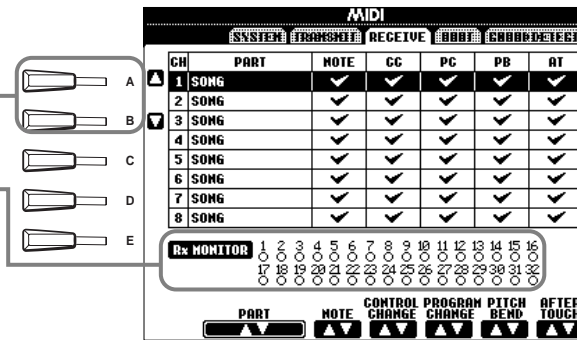 MIDI
SYSTEM TRANSMIT RECEIVE ROOT CHORD DETECT
CH PART NOTE CC PC PB AT
A 1 SONG
2 SONG
B 3 SONG
4 SONG
C 5 SONG
6 SONG
D 7 SONG
8 SONG
E Rx MONITOR 1 2 3 4 5 6 7 8 9 10 11 12 13 14 15 16
17 18 19 20 21 22 23 24 25 26 27 28 29 30 31 32
PART NOTE CONTROL CHANGE PROGRAM CHANGE PITCH BEND AFTER TOUCH